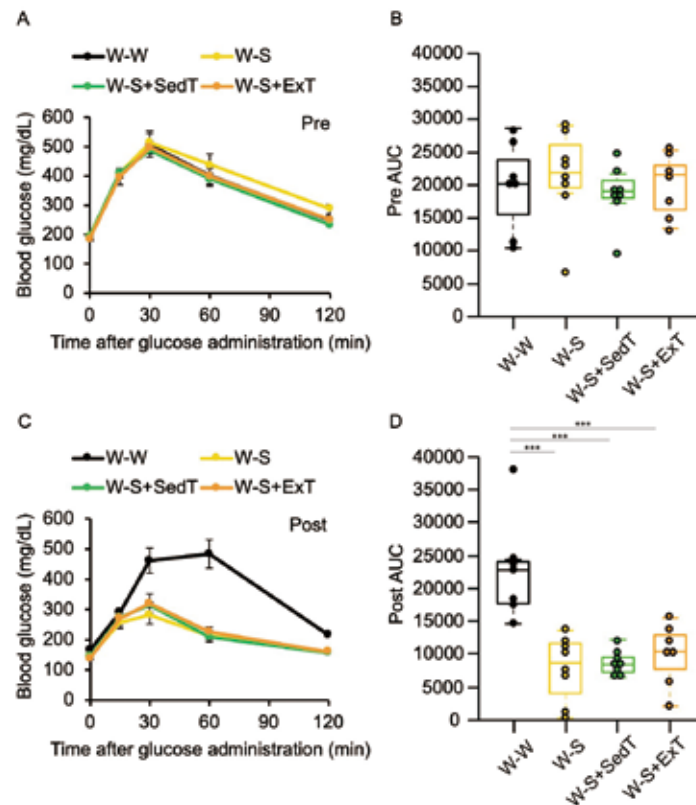 A
W-W W-S
W-S+SedT W-S+ExT
Pre
Blood glucose (mg/dL)
600
500
400
300
200
100
0
0 30 60 90 120
Time after glucose administration (min)
B
Pre AUC
40000
35000
30000
25000
20000
15000
10000
5000
0
W-W
W-S
W-S+SedT
W-S+ExT
C
W-W W-S
W-S+SedT W-S+ExT
Post
Blood glucose (mg/dL)
600
500
400
300
200
100
0
0 30 60 90 120
Time after glucose administration (min)
D
***
***
***
Post AUC
40000
35000
30000
25000
20000
15000
10000
5000
0
W-W
W-S
W-S+SedT
W-S+ExT